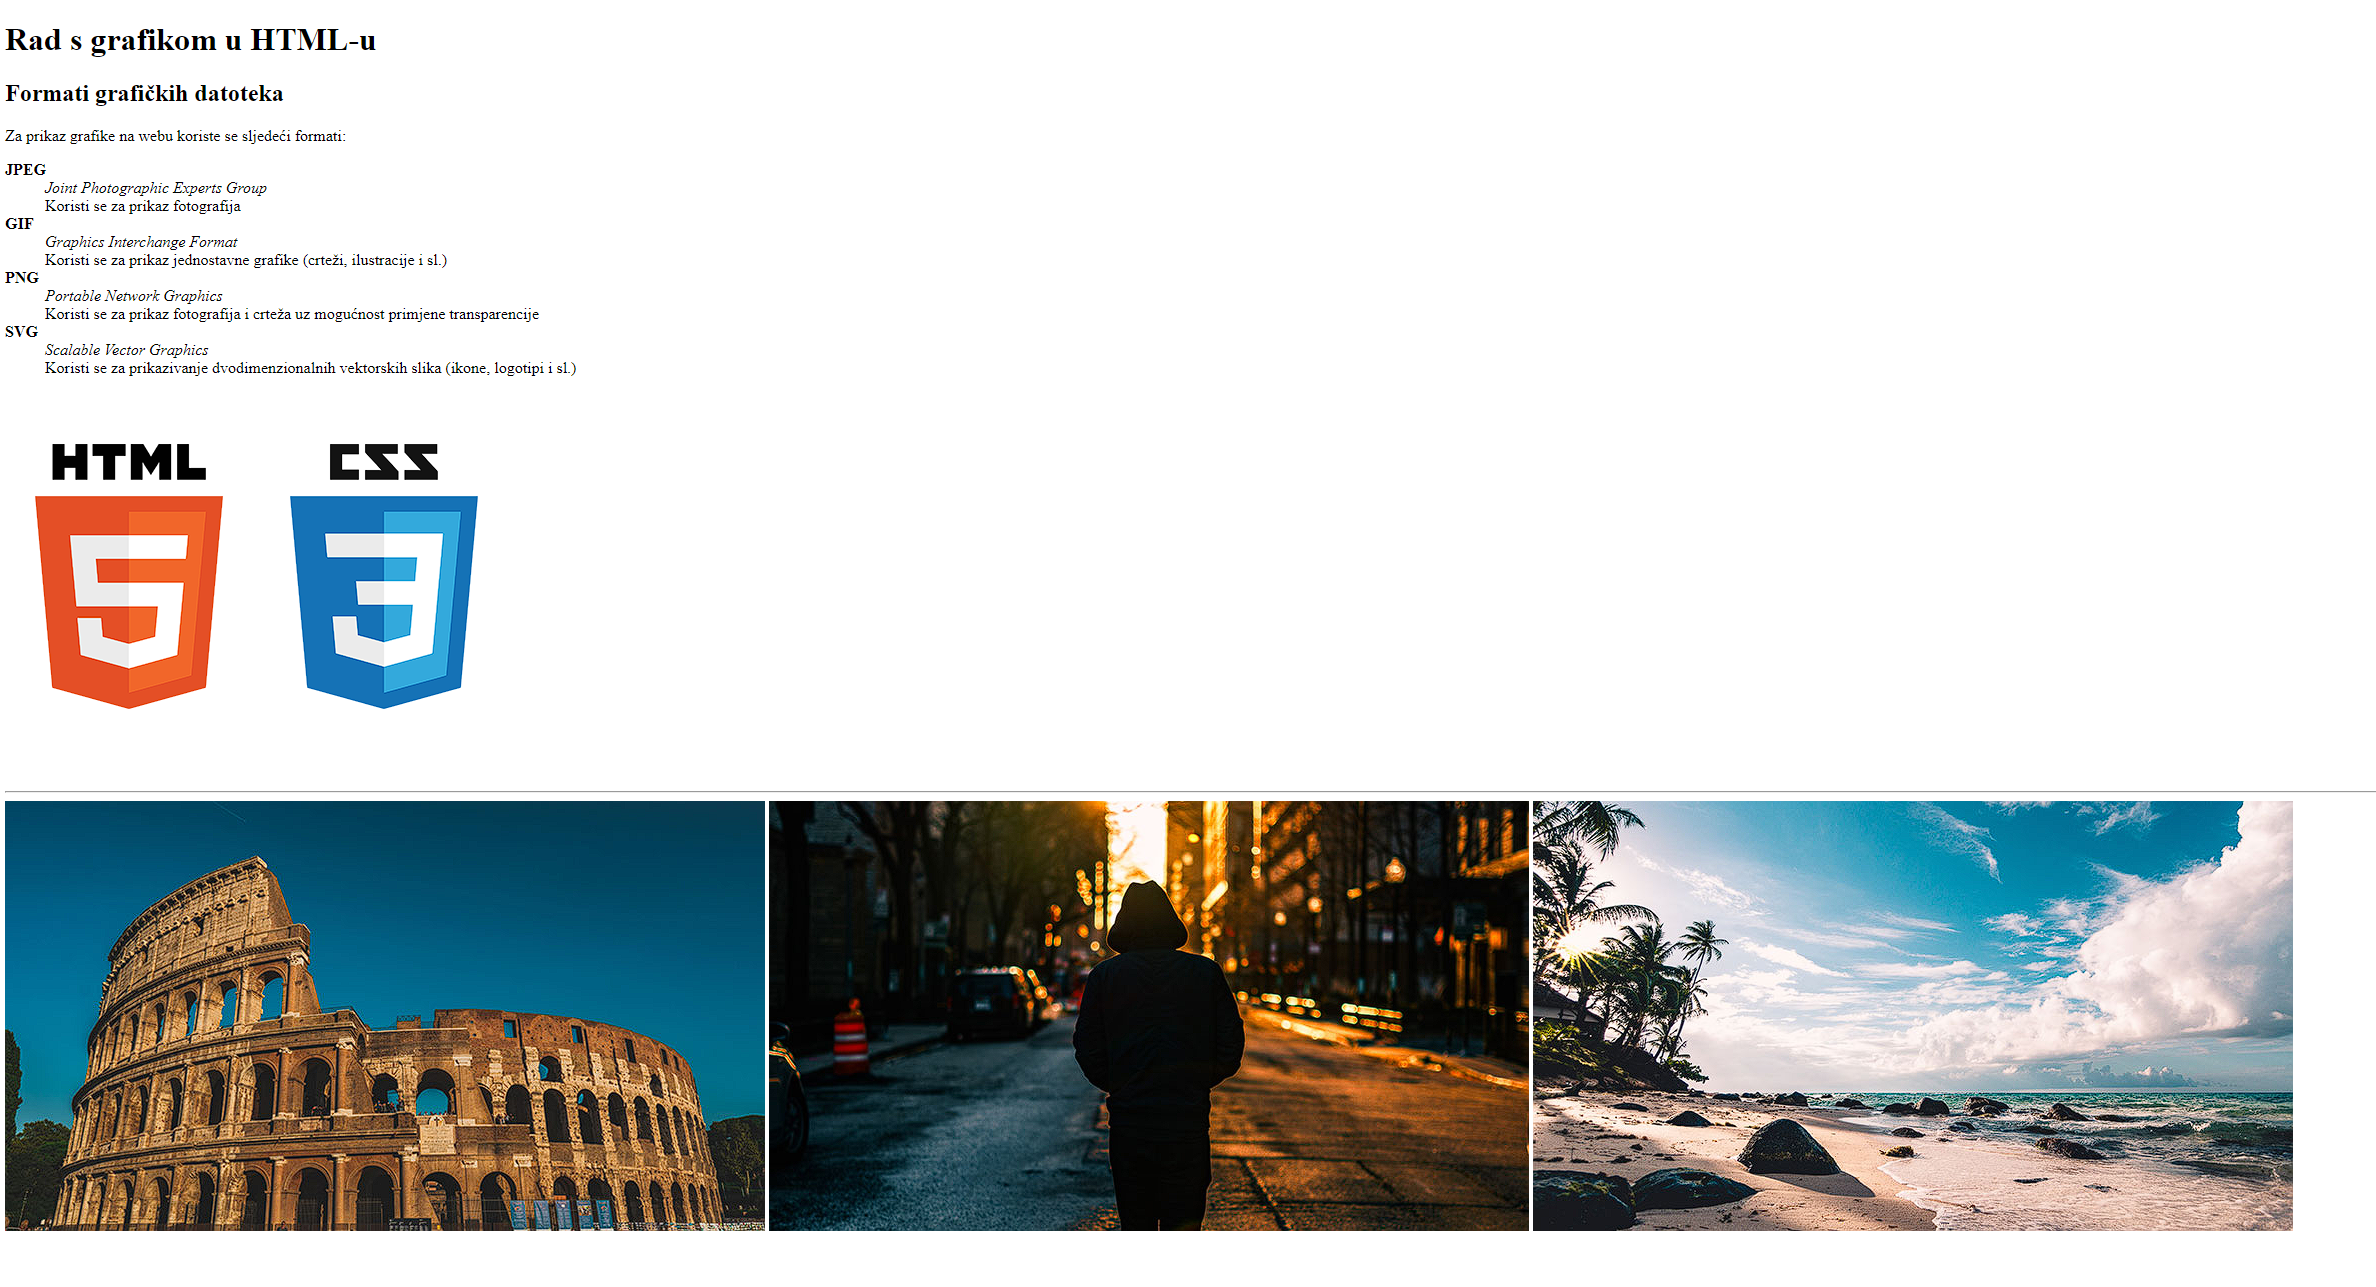 Rad s grafikom u HTML-u
Formati grafičkih datoteka
Za prikaz grafike na webu koriste se sljedeći formati:
JPEG
Joint Photographic Experts Group
Koristi se za prikaz fotografija
GIF
Graphics Interchange Format
Koristi se za prikaz jednostavne grafike (crteži, ilustracije i sl.)
PNG
Portable Network Graphics
Koristi se za prikaz fotografija i crteža uz mogućnost primjene transparencije
SVG
Scalable Vector Graphics
Koristi se za prikazivanje dvodimenzionalnih vektorskih slika (ikone, logotipi i sl.)
HTML CSS
5 3